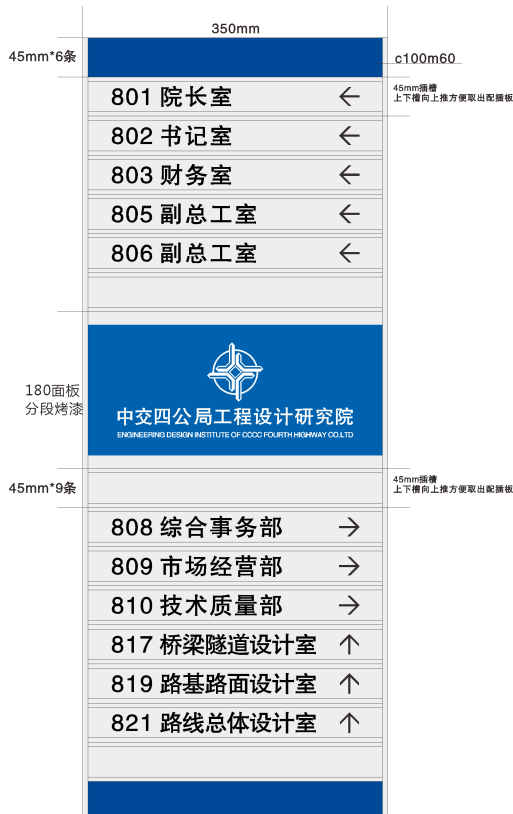 350mm
45mm*6条
c100m60
801 院长室 ←
45mm插槽
上下槽向上推方便取出配插板
802 书记室 ←
803 财务室 ←
805 副总工室 ←
806 副总工室 ←
180面板
分段烤漆
中交四公局工程设计研究院
ENGINEERING DESIGN INSTITUTE OF CCCC FOURTH HIGHWAY CO.LTD
45mm*9条
45mm插槽
上下槽向上推方便取出配插板
808 综合事务部 →
809 市场经营部 →
810 技术质量部 →
817 桥梁隧道设计室 ↑
819 路基路面设计室 ↑
821 路线总体设计室 ↑